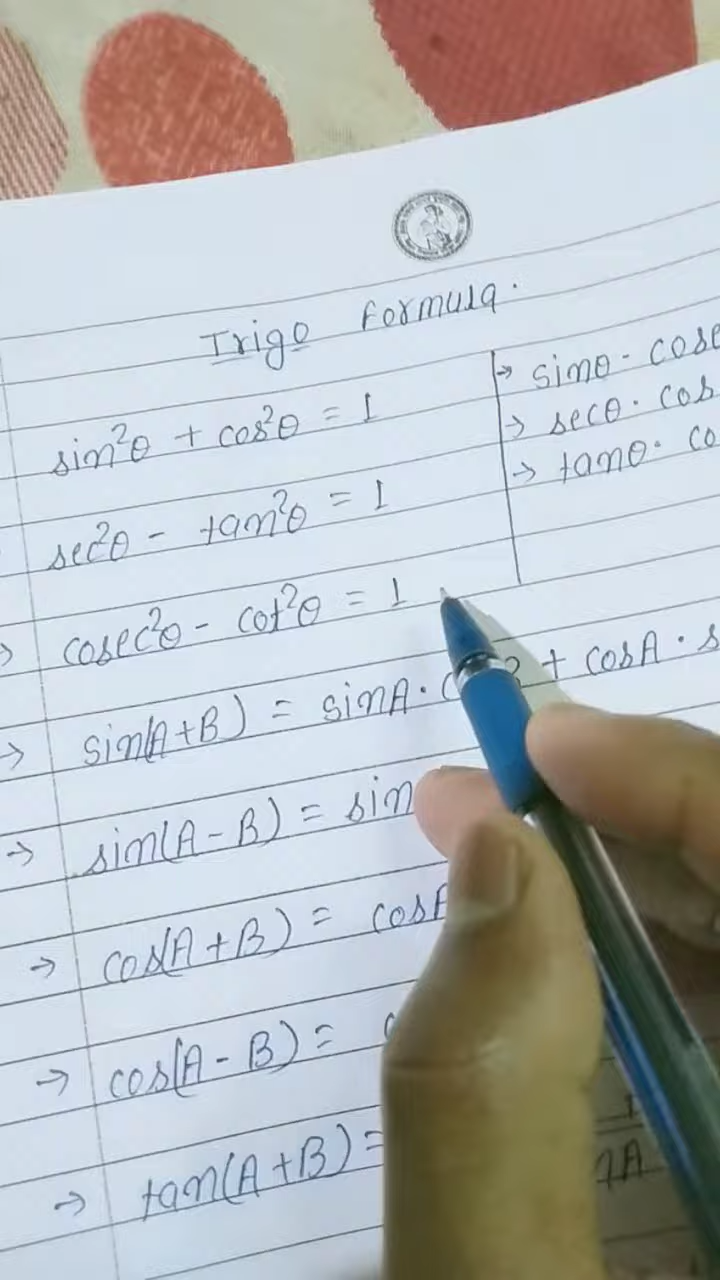 Trigo Formula.
sin²θ + cos²θ = 1
sec²θ - tan²θ = 1
→ cosec²θ - cot²θ = 1
→ sinθ · cose
→ secθ · cos
→ tanθ · co
→ sin(A+B) = sinA · + cosA · s
→ sin(A-B) = sin
→ cos(A+B) = cosA
→ cos(A-B) =
→ tan(A+B) =